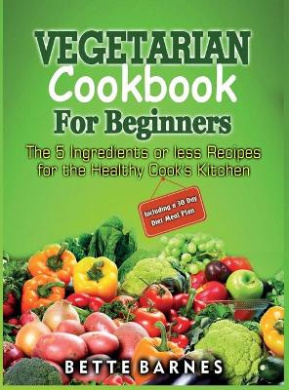 VEGETARIAN
Cookbook
For Beginners
The 5 Ingredients or less Recipes
for the Healthy Cook's Kitchen
Including a 30 Day
Diet Meal Plan
BETTE BARNES